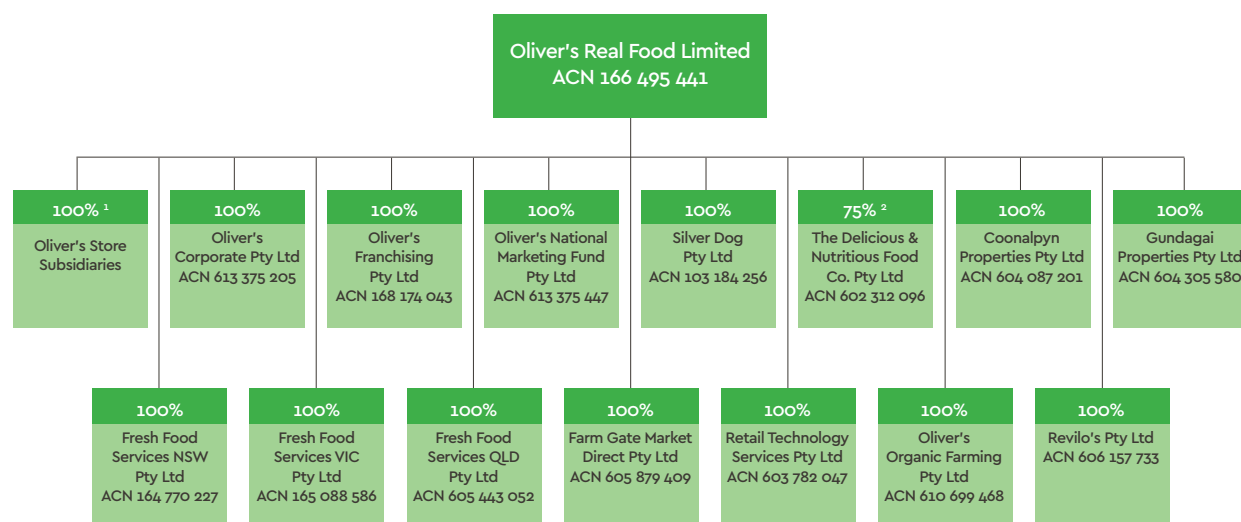 Oliver's Real Food Limited
ACN 166 495 441
100% 1
Oliver's Store
Subsidiaries
100%
Oliver's
Corporate Pty Ltd
ACN 613 375 205
100%
Oliver's
Franchising
Pty Ltd
ACN 168 174 043
100%
Oliver's National
Marketing Fund
Pty Ltd
ACN 613 375 447
100%
Silver Dog
Pty Ltd
ACN 103 184 256
75% 2
The Delicious &
Nutritious Food
Co. Pty Ltd
ACN 602 312 096
100%
Coonalpyn
Properties Pty Ltd
ACN 604 087 201
100%
Gundagai
Properties Pty Ltd
ACN 604 305 580
100%
Fresh Food
Services NSW
Pty Ltd
ACN 164 770 227
100%
Fresh Food
Services VIC
Pty Ltd
ACN 165 088 586
100%
Fresh Food
Services QLD
Pty Ltd
ACN 605 443 052
100%
Farm Gate Market
Direct Pty Ltd
ACN 605 879 409
100%
Retail Technology
Services Pty Ltd
ACN 603 782 047
100%
Oliver's
Organic Farming
Pty Ltd
ACN 610 699 468
100%
Revilo's Pty Ltd
ACN 606 157 733